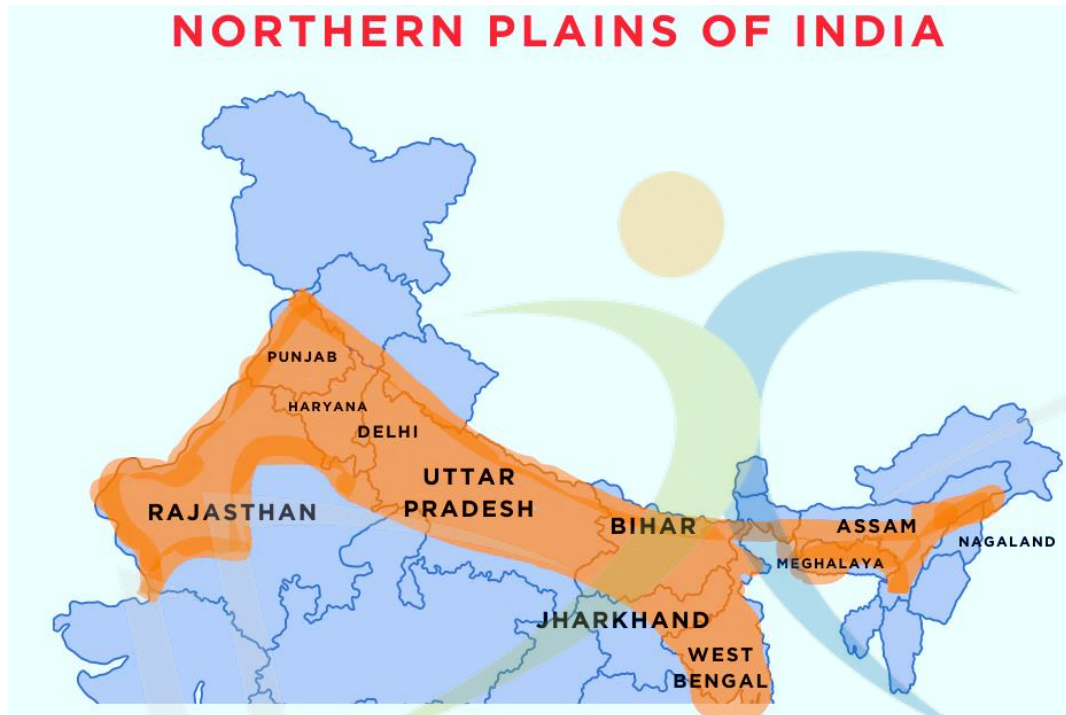 NORTHERN PLAINS OF INDIA
PUNJAB
HARYANA
DELHI
UTTAR
PRADESH
RAJASTHAN
BIHAR
ASSAM
NAGALAND
MEGHALAYA
JHARKHAND
WEST
BENGAL